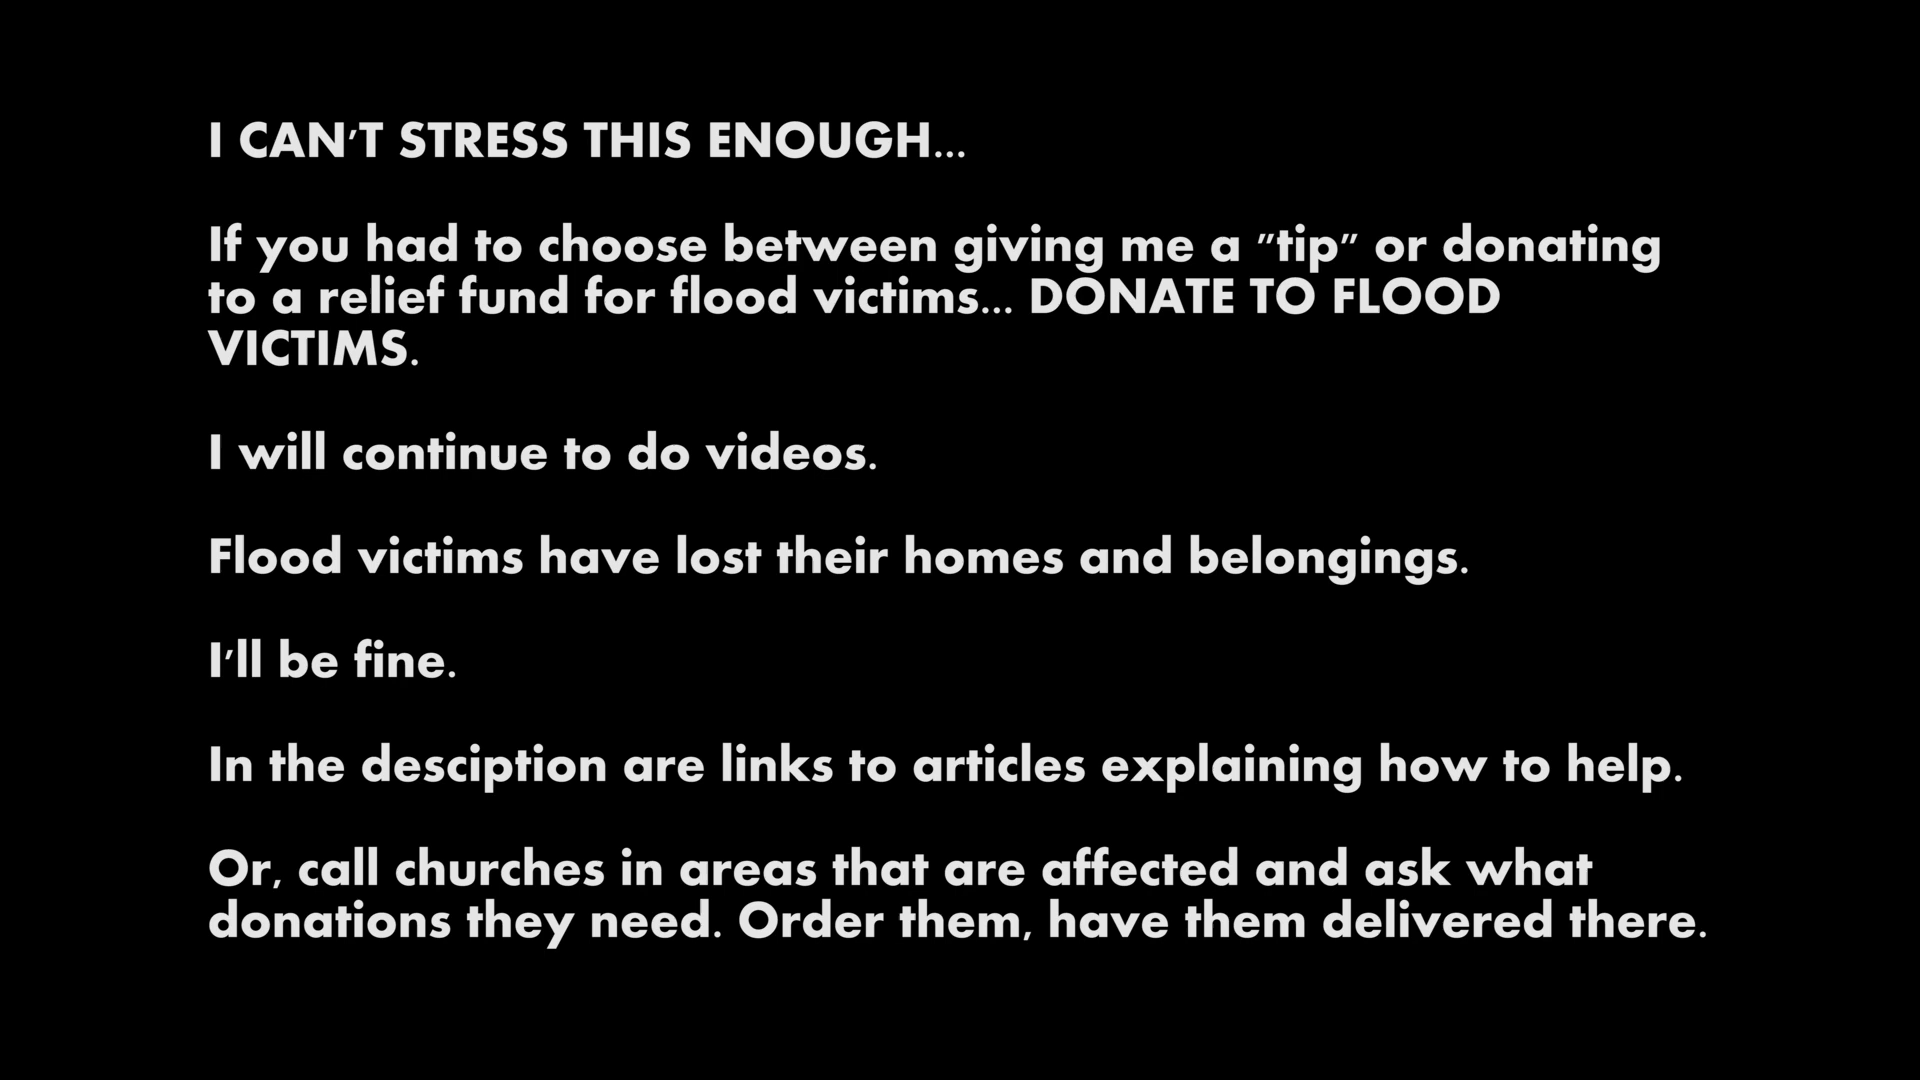 I CAN'T STRESS THIS ENOUGH...
If you had to choose between giving me a "tip" or donating
to a relief fund for flood victims... DONATE TO FLOOD
VICTIMS.
I will continue to do videos.
Flood victims have lost their homes and belongings.
I'll be fine.
In the desciption are links to articles explaining how to help.
Or, call churches in areas that are affected and ask what
donations they need. Order them, have them delivered there.